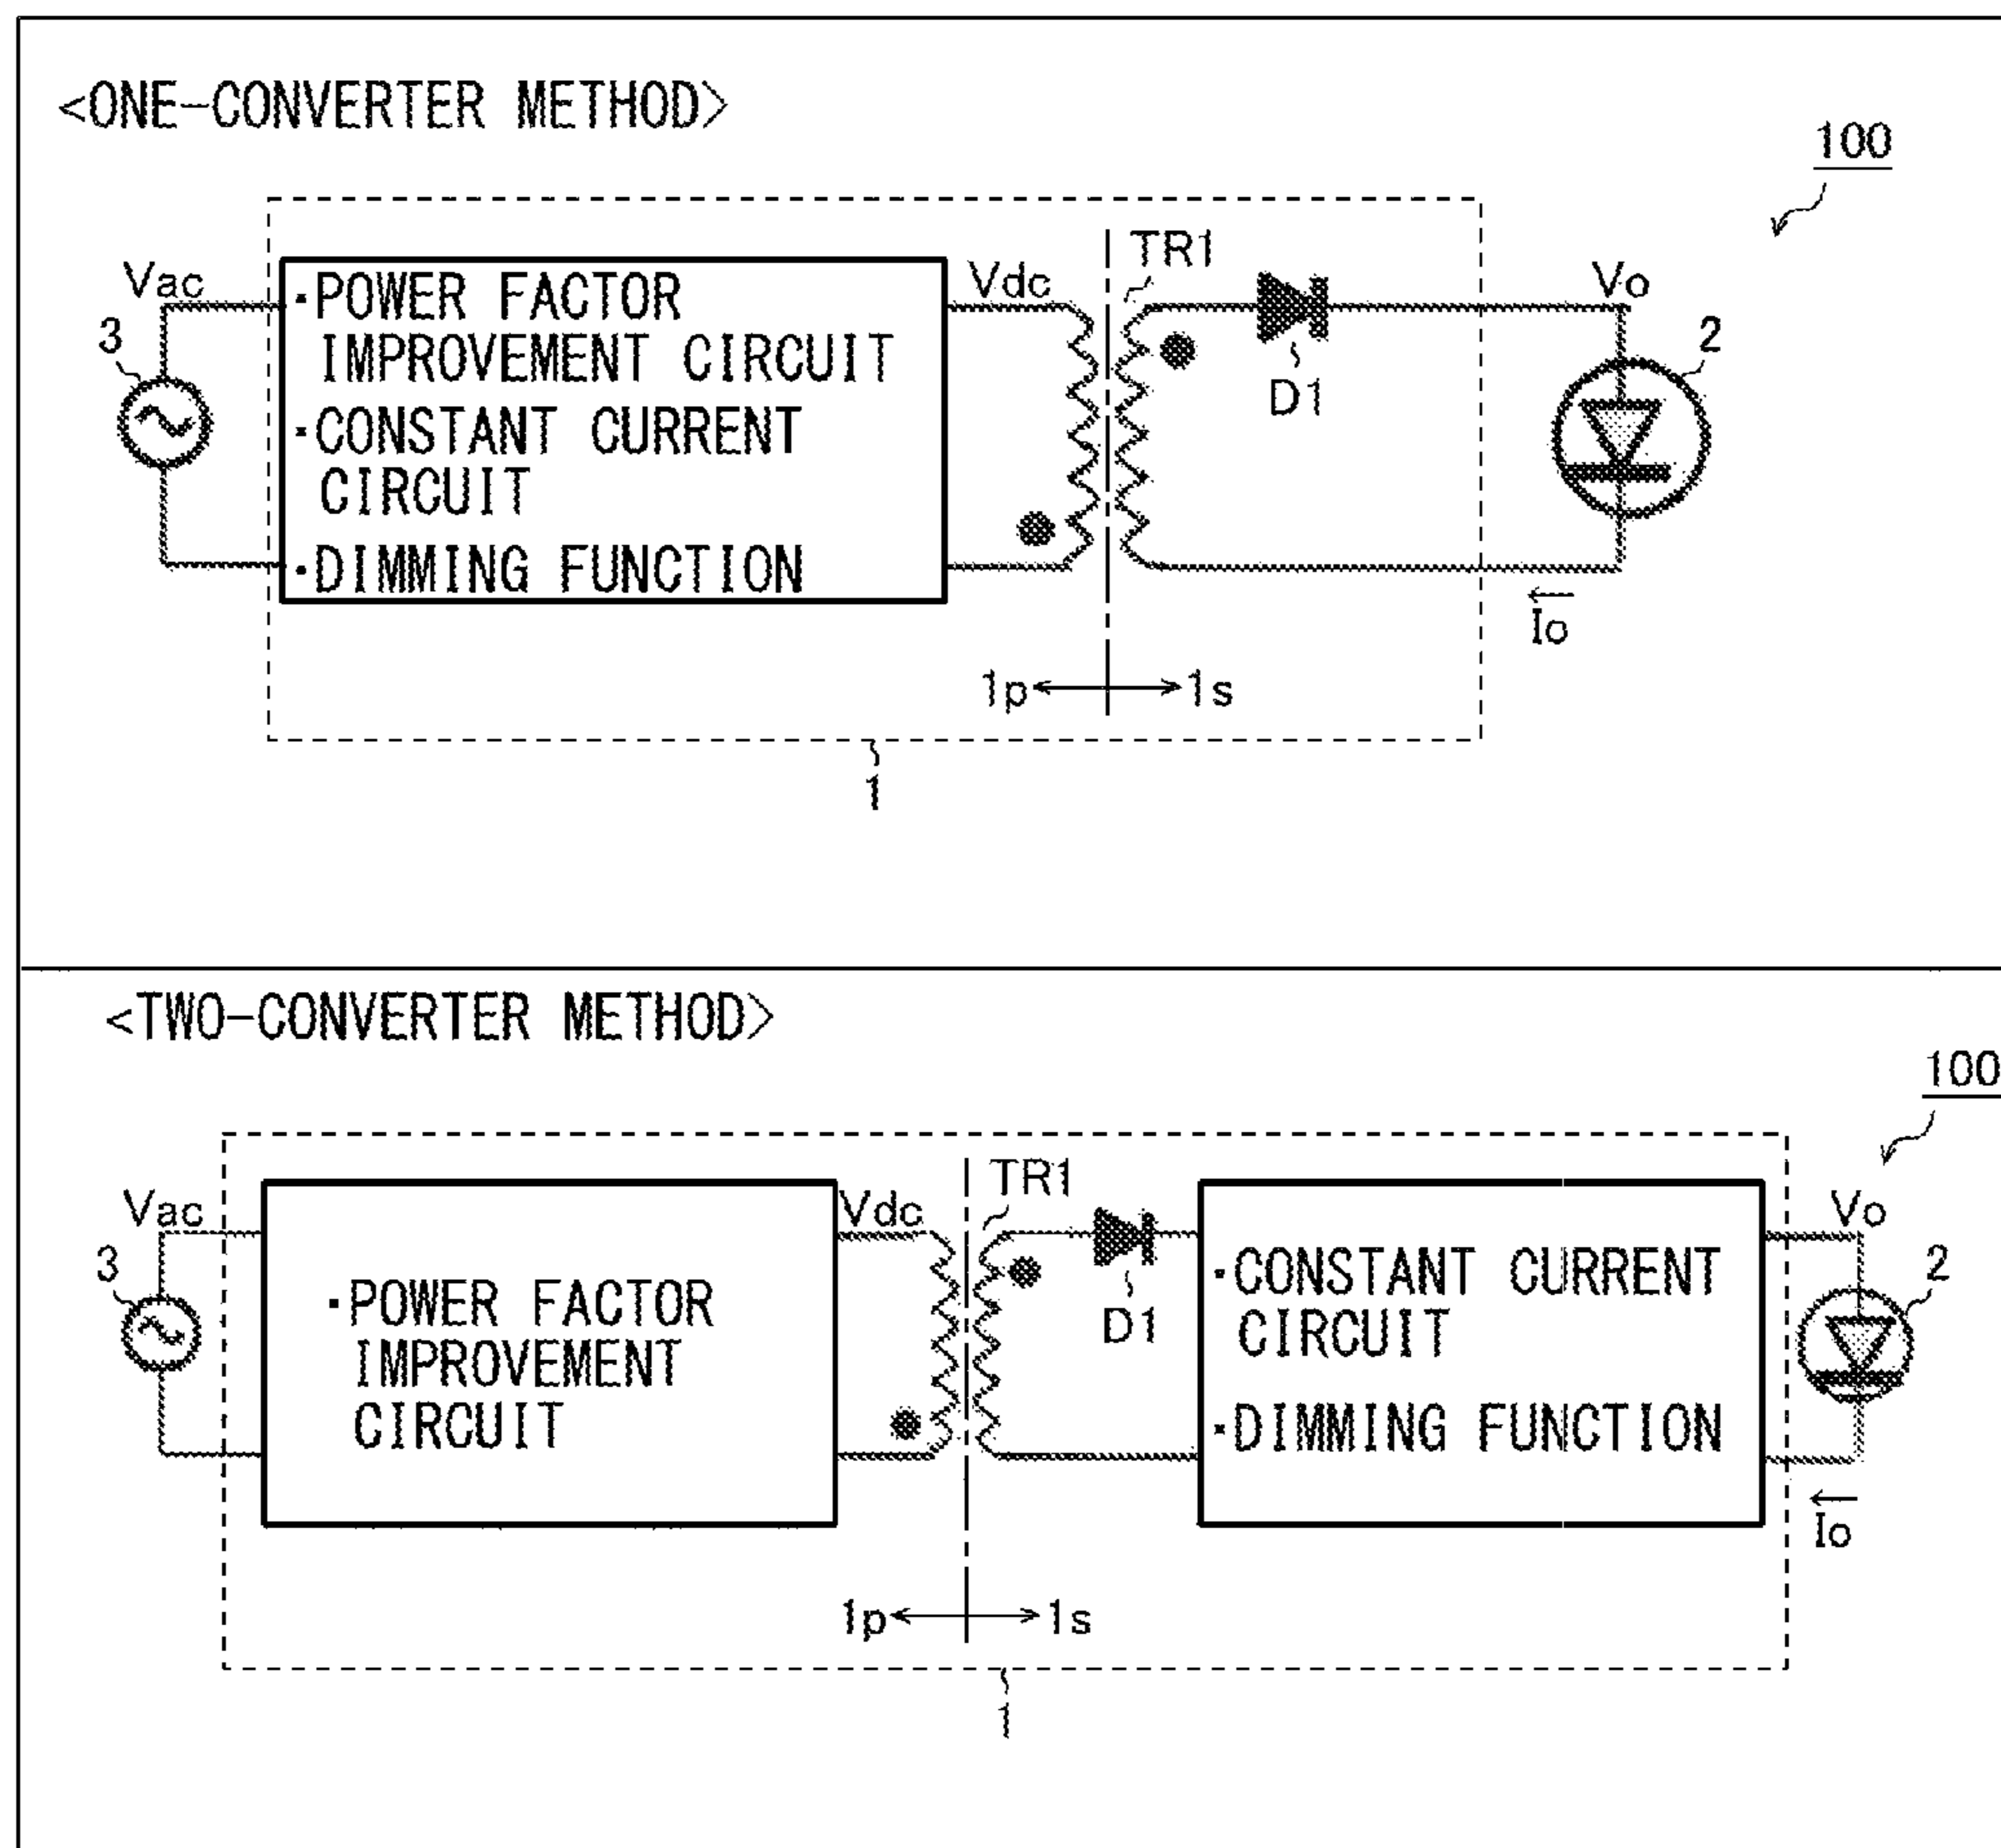 <ONE-CONVERTER METHOD>
100
Vac
3
·POWER FACTOR
IMPROVEMENT CIRCUIT
·CONSTANT CURRENT
CIRCUIT
·DIMMING FUNCTION
Vdc
TR1
D1
Vo
2
Io
1p
1s
1
<TWO-CONVERTER METHOD>
100
Vac
3
·POWER FACTOR
IMPROVEMENT
CIRCUIT
Vdc
TR1
D1
·CONSTANT CURRENT
CIRCUIT
·DIMMING FUNCTION
Vo
2
Io
1p
1s
1